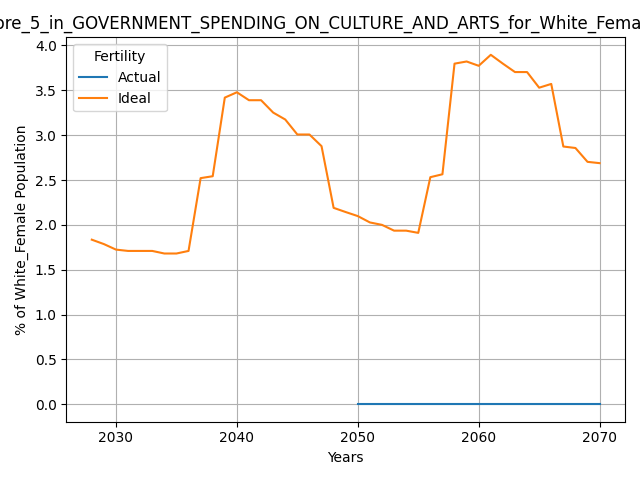 ore_5_in_GOVERNMENT_SPENDING_ON_CULTURE_AND_ARTS_for_White_Fema
Fertility
Actual
Ideal
% of White_Female Population
4.0
3.5
3.0
2.5
2.0
1.5
1.0
0.5
0.0
2030 2040 2050 2060 2070
Years